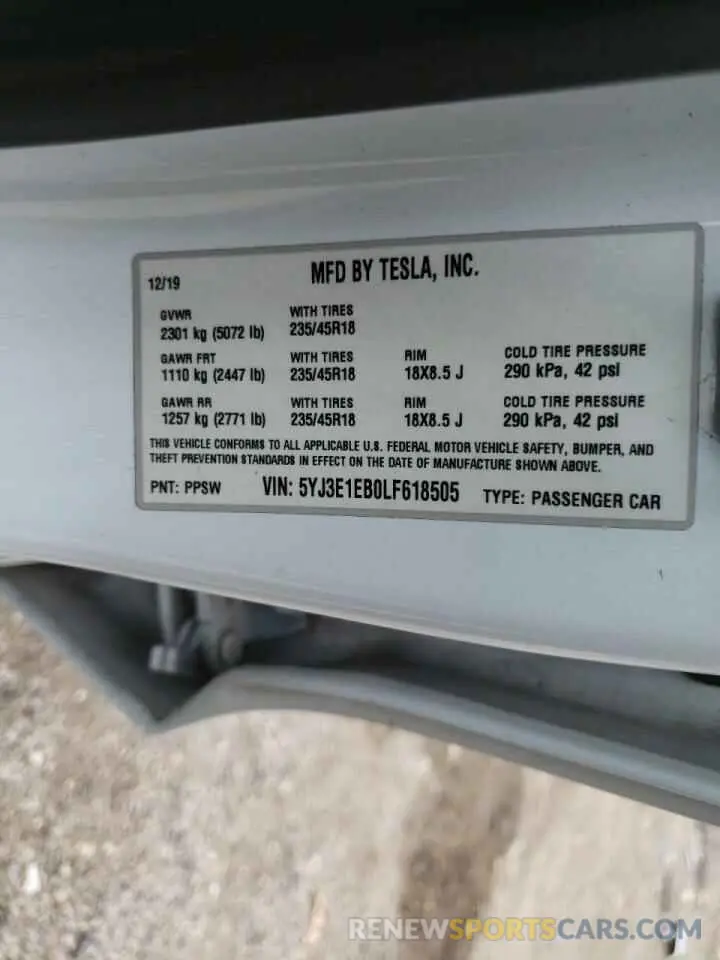 12/19 MFD BY TESLA, INC.
GVWR WITH TIRES
2301 kg (5072 lb) 235/45R18
GAWR FRT WITH TIRES RIM COLD TIRE PRESSURE
1110 kg (2447 lb) 235/45R18 18X8.5 J 290 kPa, 42 psi
GAWR RR WITH TIRES RIM COLD TIRE PRESSURE
1257 kg (2771 lb) 235/45R18 18X8.5 J 290 kPa, 42 psi
THIS VEHICLE CONFORMS TO ALL APPLICABLE U.S. FEDERAL MOTOR VEHICLE SAFETY, BUMPER, AND
THEFT PREVENTION STANDARDS IN EFFECT ON THE DATE OF MANUFACTURE SHOWN ABOVE.
PNT: PPSW VIN: 5YJ3E1EB0LF618505 TYPE: PASSENGER CAR
RENEWSPORTSCARS.COM